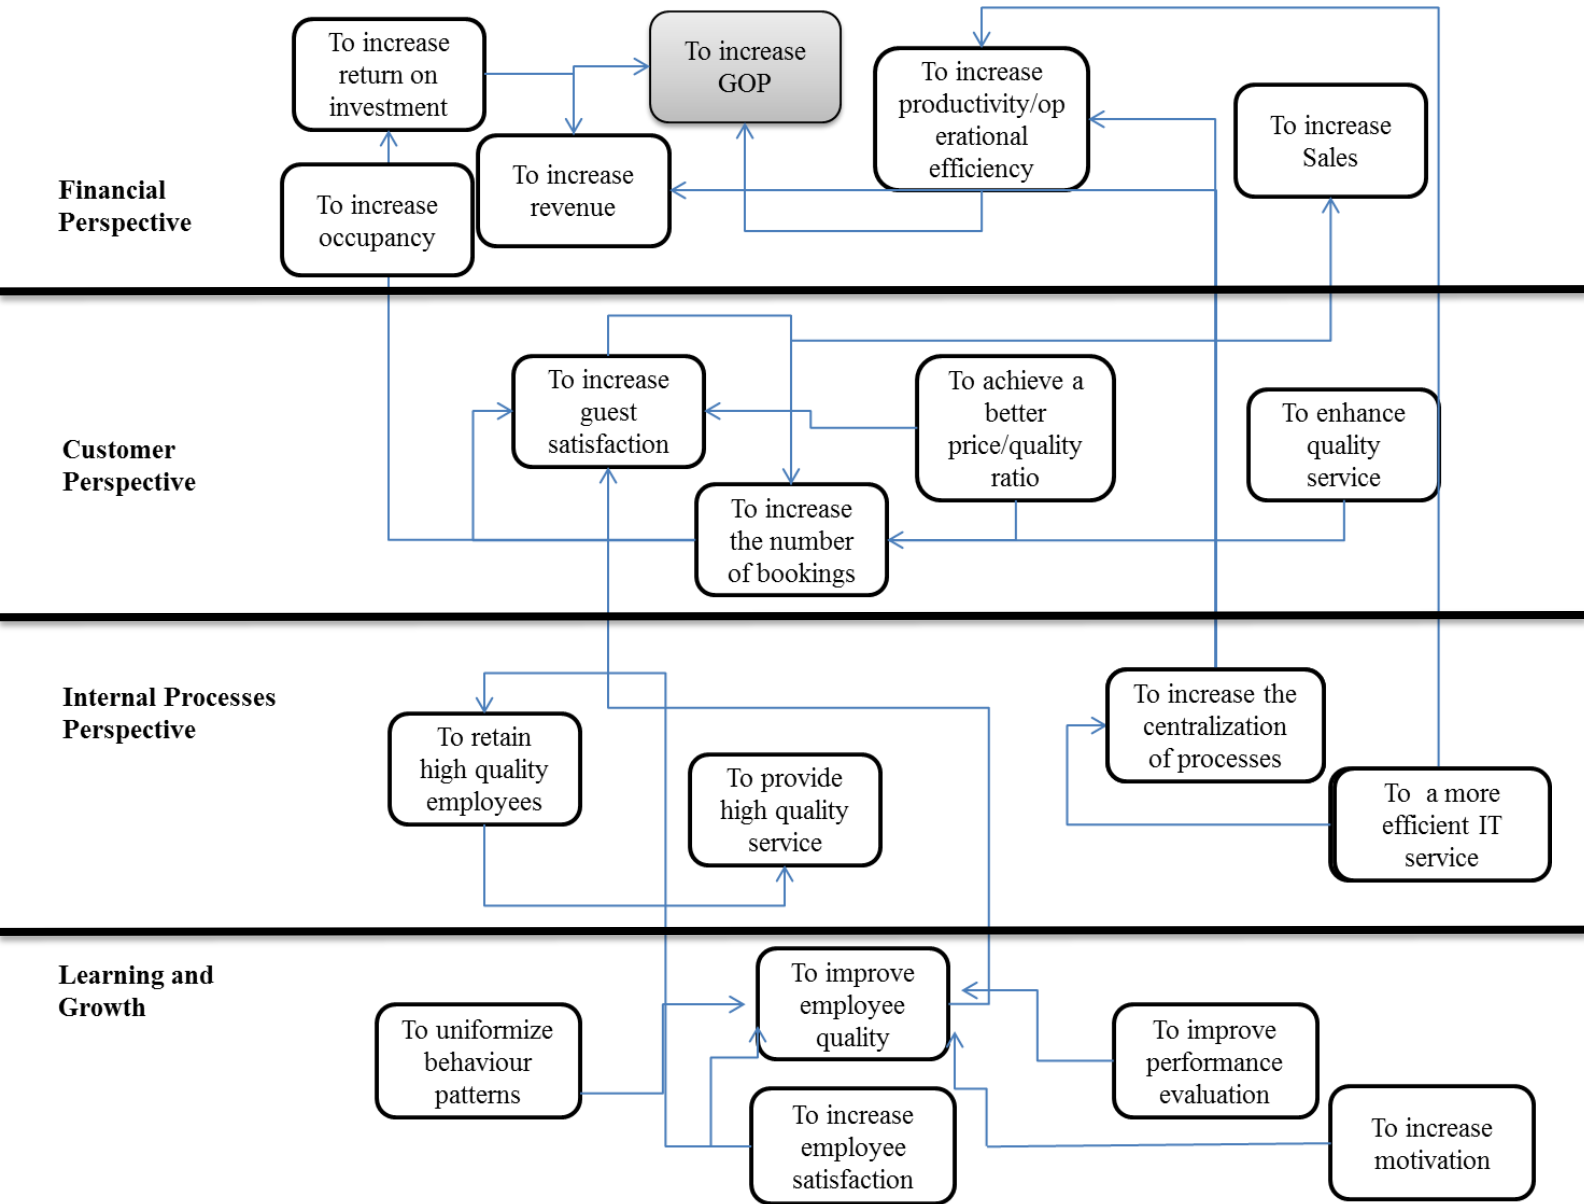 To increase
return on
investment
To increase
GOP
To increase
productivity/op
erational
efficiency
To increase
Sales
Financial
Perspective
To increase
occupancy
To increase
revenue
Customer
Perspective
To increase
guest
satisfaction
To achieve a
better
price/quality
ratio
To enhance
quality
service
To increase
the number
of bookings
Internal Processes
Perspective
To retain
high quality
employees
To provide
high quality
service
To increase the
centralization
of processes
To  a more
efficient IT
service
Learning and
Growth
To uniformize
behaviour
patterns
To improve
employee
quality
To improve
performance
evaluation
To increase
employee
satisfaction
To increase
motivation